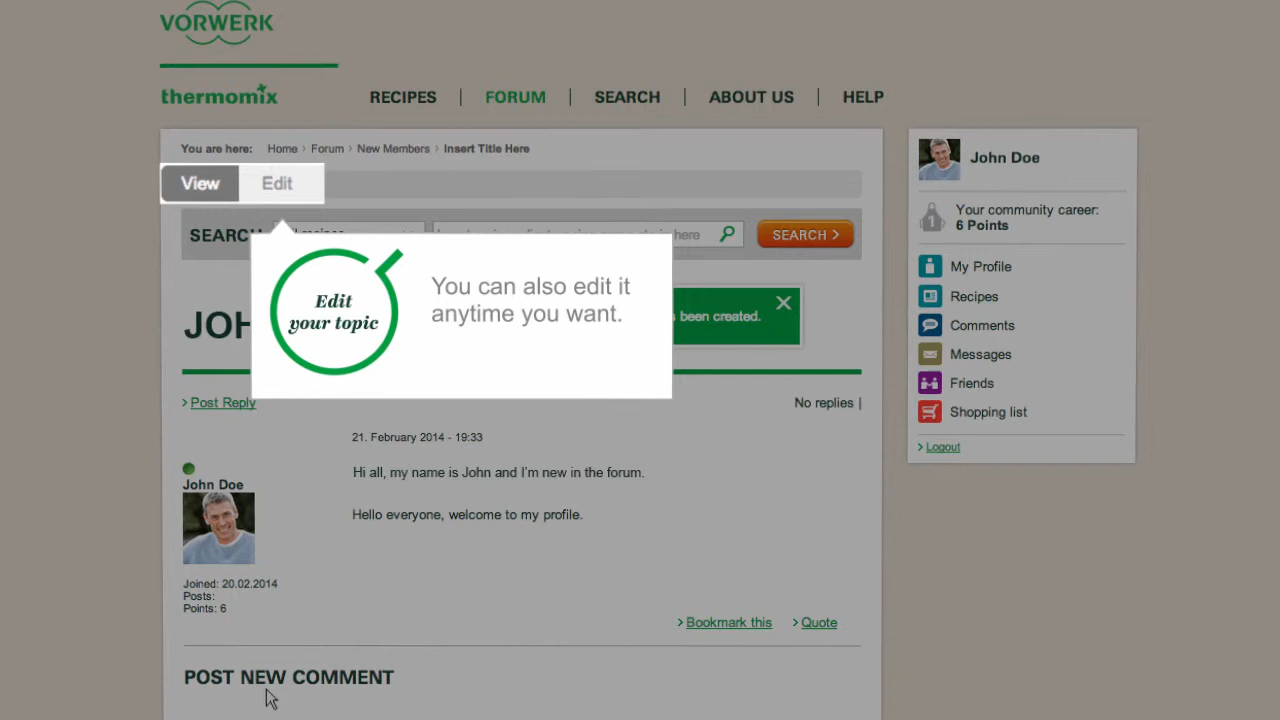 VORWERK
thermomix
RECIPES | FORUM | SEARCH | ABOUT US | HELP
You are here: Home › Forum › New Members › Insert Title Here
View Edit
SEARCH
here
SEARCH >
Edit
your topic
You can also edit it
anytime you want.
JOH
been created.
> Post Reply
No replies |
21. February 2014 - 19:33
Hi all, my name is John and I'm new in the forum.
Hello everyone, welcome to my profile.
John Doe
Joined: 20.02.2014
Posts:
Points: 6
> Bookmark this > Quote
POST NEW COMMENT
John Doe
1
Your community career:
6 Points
My Profile
Recipes
Comments
Messages
Friends
Shopping list
> Logout